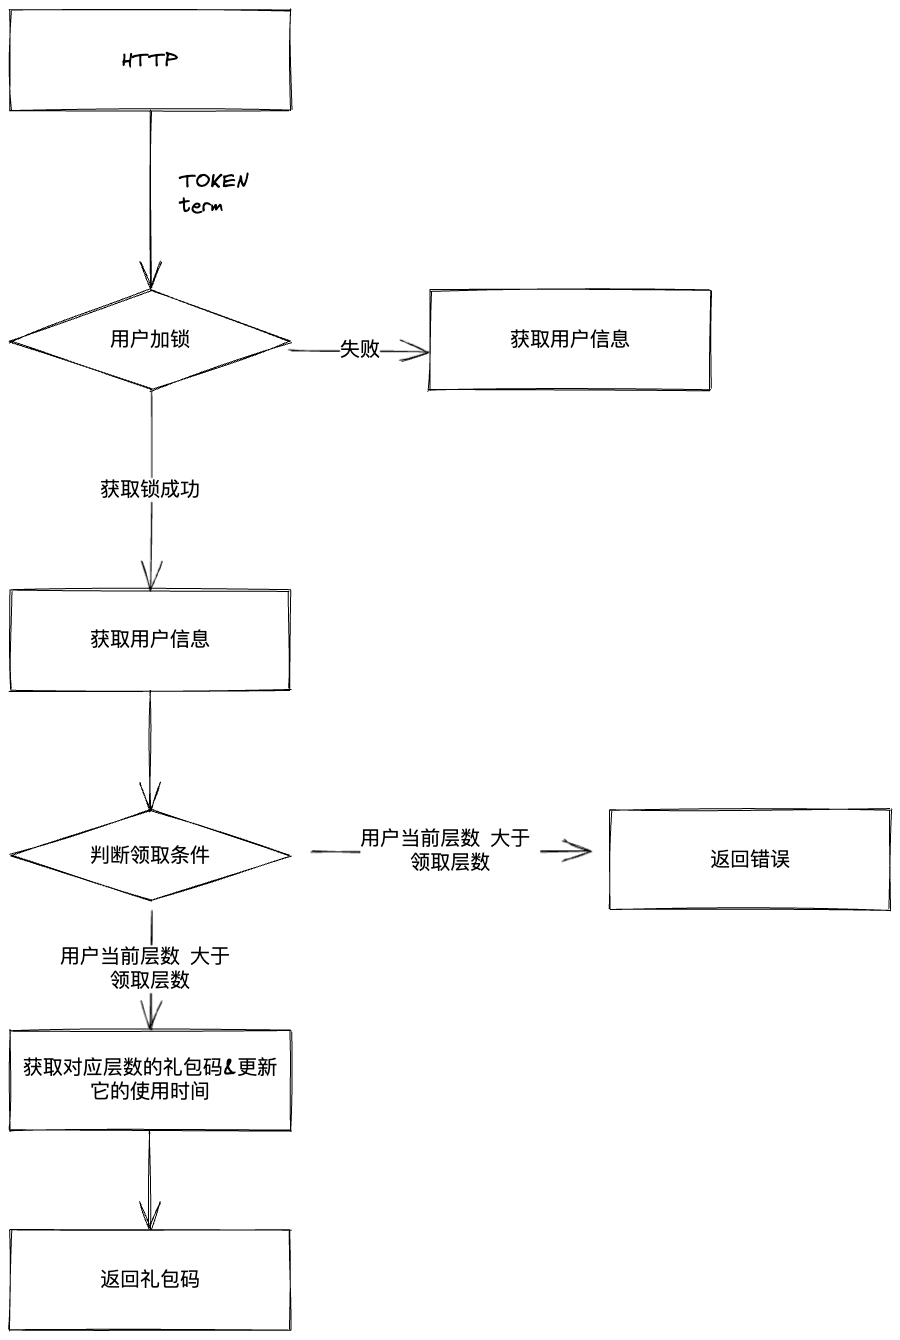 HTTP
TOKEN
term
用户加锁
失败
获取用户信息
获取锁成功
获取用户信息
判断领取条件
用户当前层数 大于
领取层数
返回错误
用户当前层数 大于
领取层数
获取对应层数的礼包码&更新
它的使用时间
返回礼包码